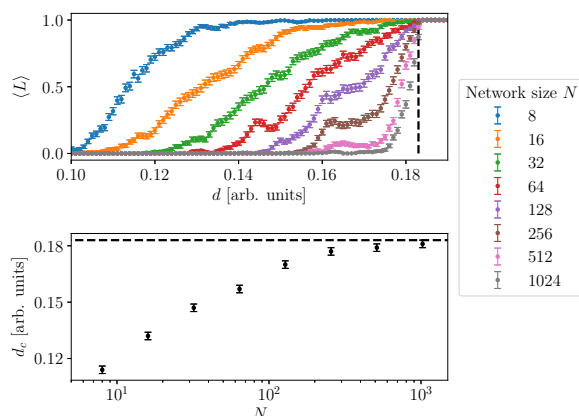 1.0
0.5
0.0
⟨L⟩
0.10 0.12 0.14 0.16 0.18
d [arb. units]
Network size N
8
16
32
64
128
256
512
1024
0.18
0.15
0.12
d_c [arb. units]
10^1 10^2 10^3
N